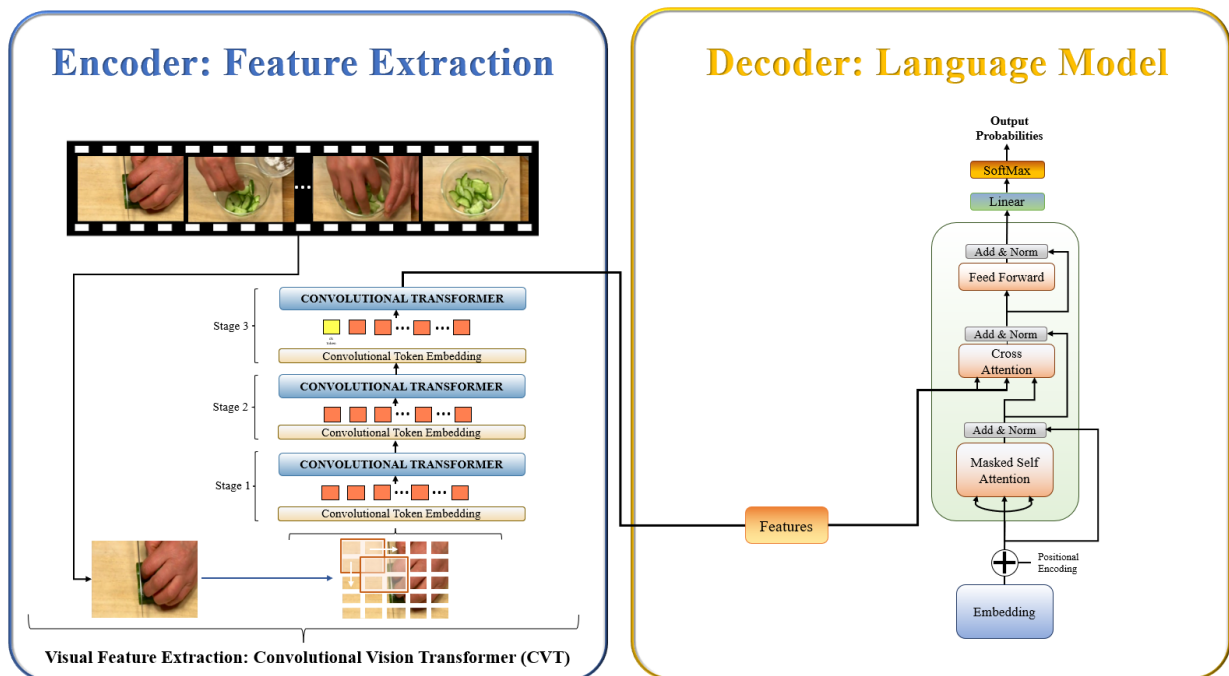 Encoder: Feature Extraction
Stage 3
CONVOLUTIONAL TRANSFORMER
Convolutional Token Embedding
Stage 2
CONVOLUTIONAL TRANSFORMER
Convolutional Token Embedding
Stage 1
CONVOLUTIONAL TRANSFORMER
Convolutional Token Embedding
Visual Feature Extraction: Convolutional Vision Transformer (CVT)
Decoder: Language Model
Output
Probabilities
SoftMax
Linear
Add & Norm
Feed Forward
Add & Norm
Cross
Attention
Add & Norm
Masked Self
Attention
Features
Positional
Encoding
Embedding